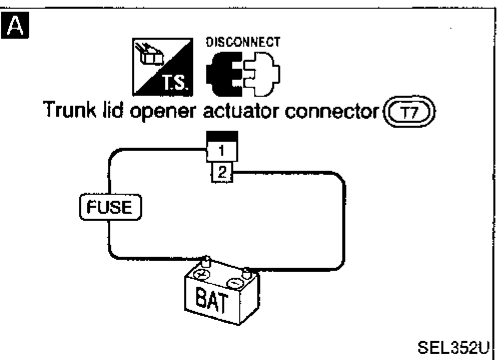 A
DISCONNECT
T.S.
Trunk lid opener actuator connector T7
1
2
FUSE
BAT
SEL352U